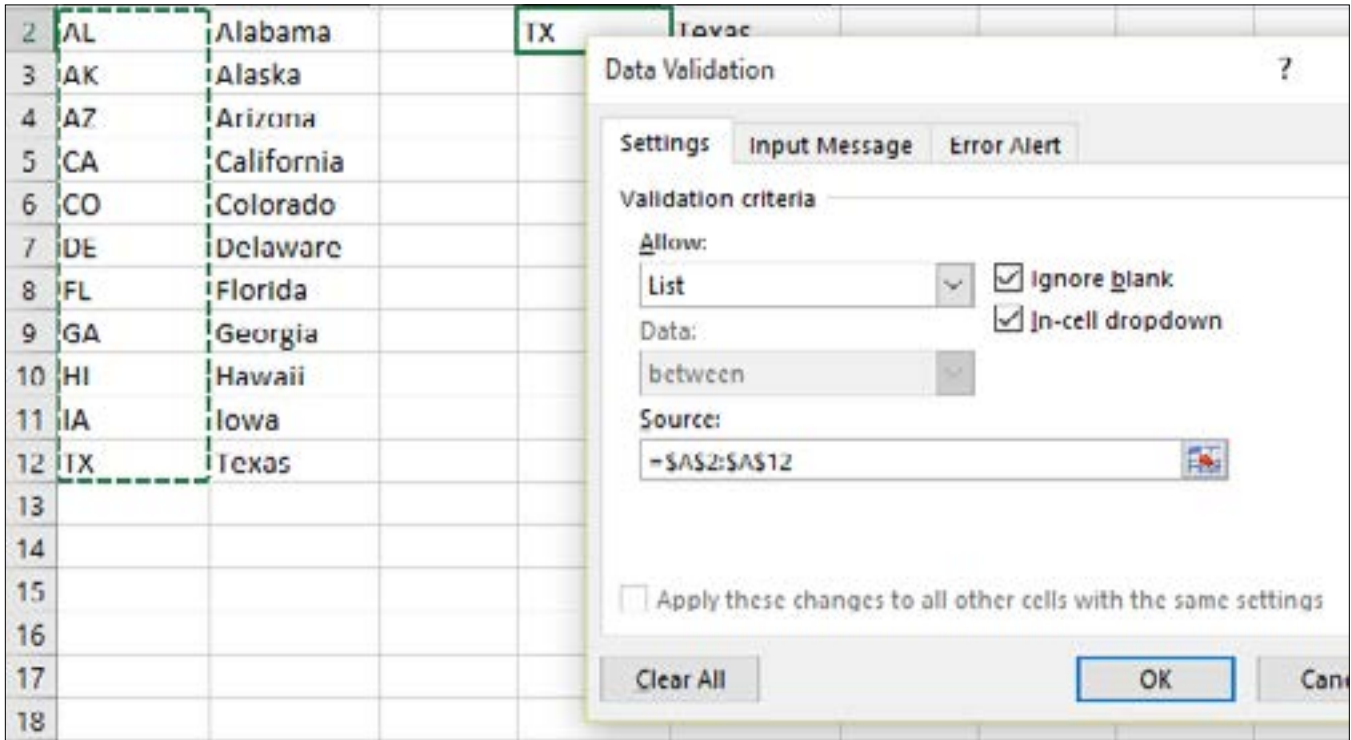 2 AL Alabama TX Texas
3 AK Alaska
4 AZ Arizona
5 CA California
6 CO Colorado
7 DE Delaware
8 FL Florida
9 GA Georgia
10 HI Hawaii
11 IA Iowa
12 TX Texas
13
14
15
16
17
18
Data Validation ?
Settings Input Message Error Alert
Validation criteria
Allow:
List
Ignore blank
In-cell dropdown
Data:
between
Source:
=$A$2:$A$12
Apply these changes to all other cells with the same settings
Clear All OK Canc